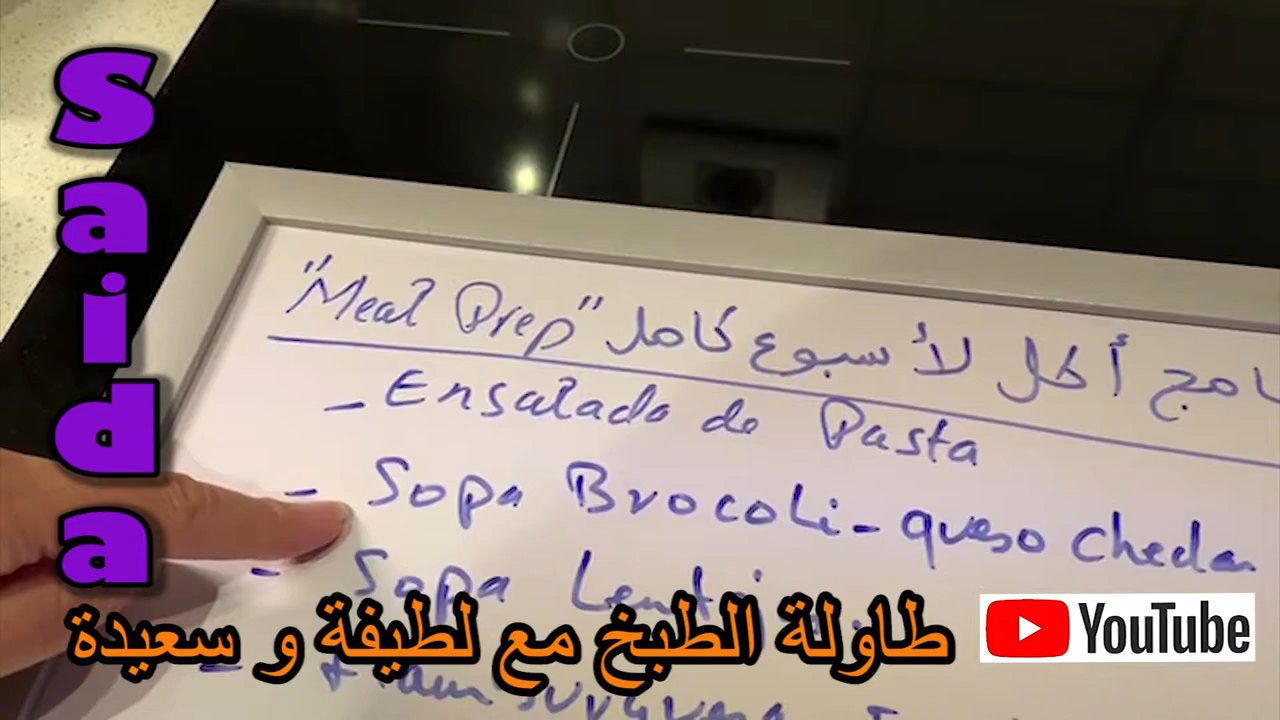 Saida
"Meal Prep" امج أكل لأسبوع كامل
- Ensalada de Pasta
- Sopa Brocoli - queso Chedar
- Sopa
طاولة الطبخ مع لطيفة و سعيدة
YouTube